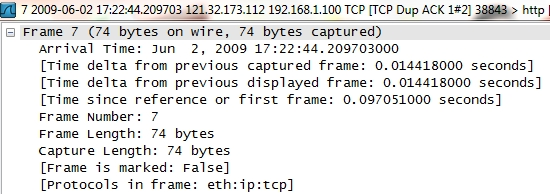 7 2009-06-02 17:22:44.209703 121.32.173.112 192.168.1.100 TCP [TCP Dup ACK 1#2] 38843 > http [
Frame 7 (74 bytes on wire, 74 bytes captured)
Arrival Time: Jun  2, 2009 17:22:44.209703000
[Time delta from previous captured frame: 0.014418000 seconds]
[Time delta from previous displayed frame: 0.014418000 seconds]
[Time since reference or first frame: 0.097051000 seconds]
Frame Number: 7
Frame Length: 74 bytes
Capture Length: 74 bytes
[Frame is marked: False]
[Protocols in frame: eth:ip:tcp]